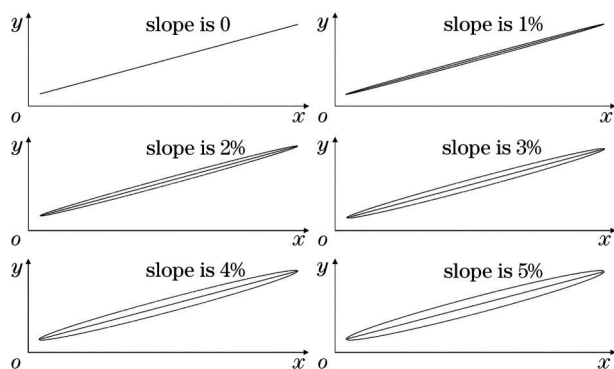 y slope is 0
o x
y slope is 1%
o x
y slope is 2%
o x
y slope is 3%
o x
y slope is 4%
o x
y slope is 5%
o x